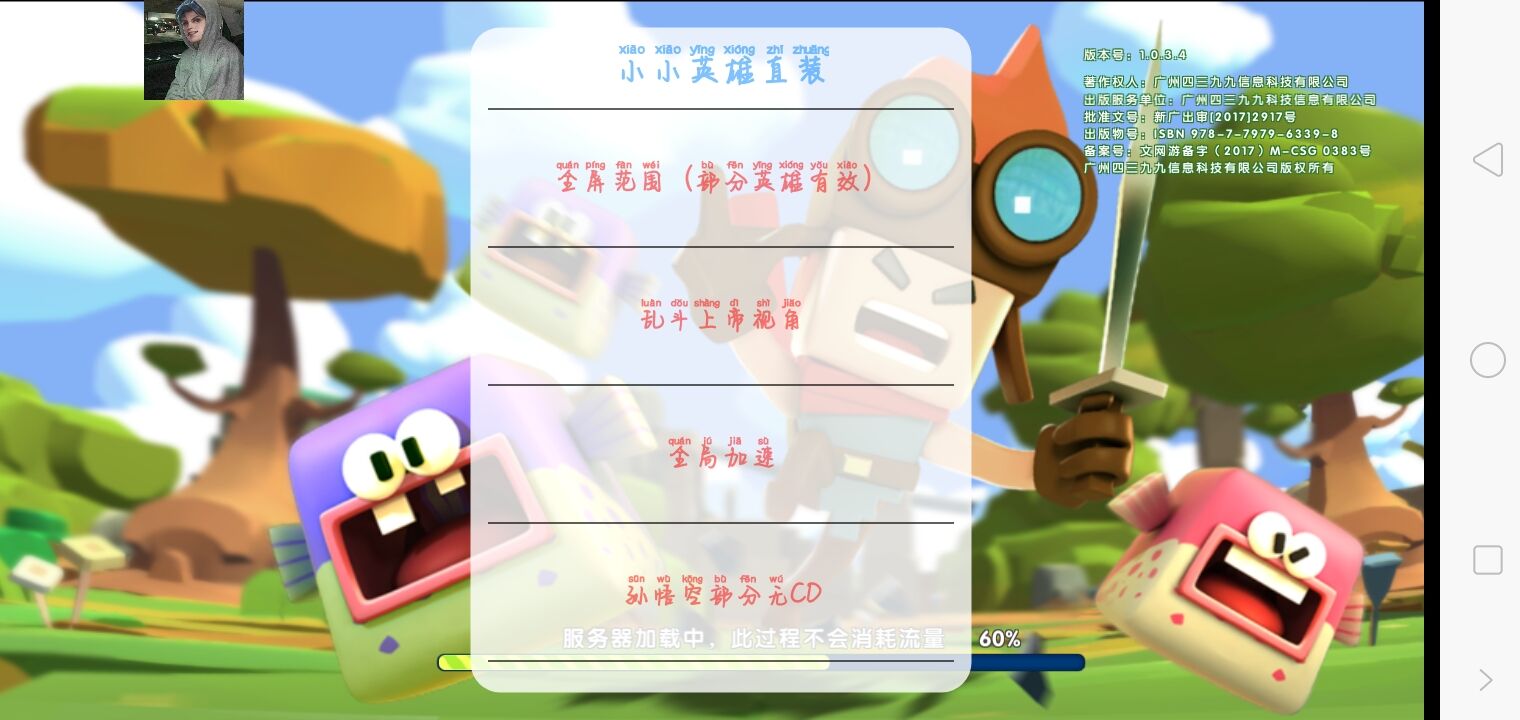 xiǎo xiǎo yīng xióng zhí zhuāng
小小英雄直装
quán píng fàn wéi (bù fēn yīng xióng yǒu xiào)
全屏范围（部分英雄有效）
luàn dòu shàng dì shì jiǎo
乱斗上帝视角
quán jú jiā sù
全局加速
sūn wù kōng bù fēn wú
孙悟空部分无CD
服务器加载中，此过程不会消耗流量 60%
版本号：1.0.3.4
著作权人：广州四三九九信息科技有限公司
出版服务单位：广州四三九九科技信息有限公司
批准文号：新广出审[2017]2917号
出版物号：ISBN 978-7-7979-6339-8
备案号：文网游备字（2017）M-CSG 0383号
广州四三九九信息科技有限公司版权所有